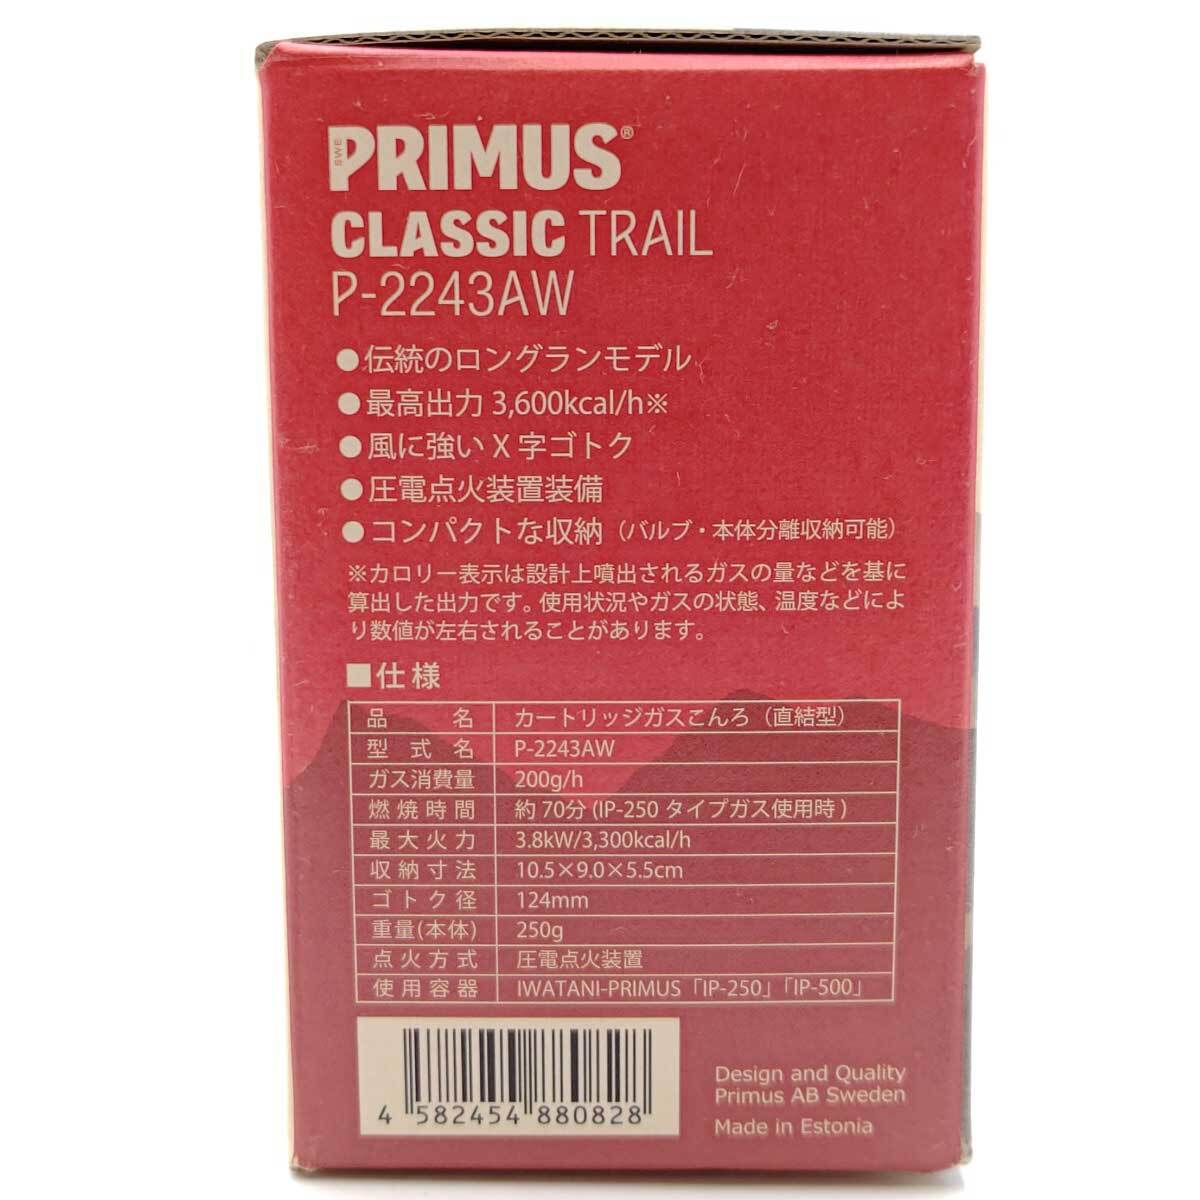 SWE
PRIMUS®
CLASSIC TRAIL
P-2243AW
●伝統のロングランモデル
●最高出力 3,600kcal/h※
●風に強い X 字ゴトク
●圧電点火装置装備
●コンパクトな収納（バルブ・本体分離収納可能）
※カロリー表示は設計上噴出されるガスの量などを基に
算出した出力です。使用状況やガスの状態、温度などによ
り数値が左右されることがあります。
■仕様
品名 カートリッジガスこんろ（直結型）
型式名 P-2243AW
ガス消費量 200g/h
燃焼時間 約70分(IP-250 タイプガス使用時)
最大火力 3.8kW/3,300kcal/h
収納寸法 10.5×9.0×5.5cm
ゴトク径 124mm
重量(本体) 250g
点火方式 圧電点火装置
使用容器 IWATANI-PRIMUS「IP-250」「IP-500」
4 582454 880828
Design and Quality
Primus AB Sweden
Made in Estonia